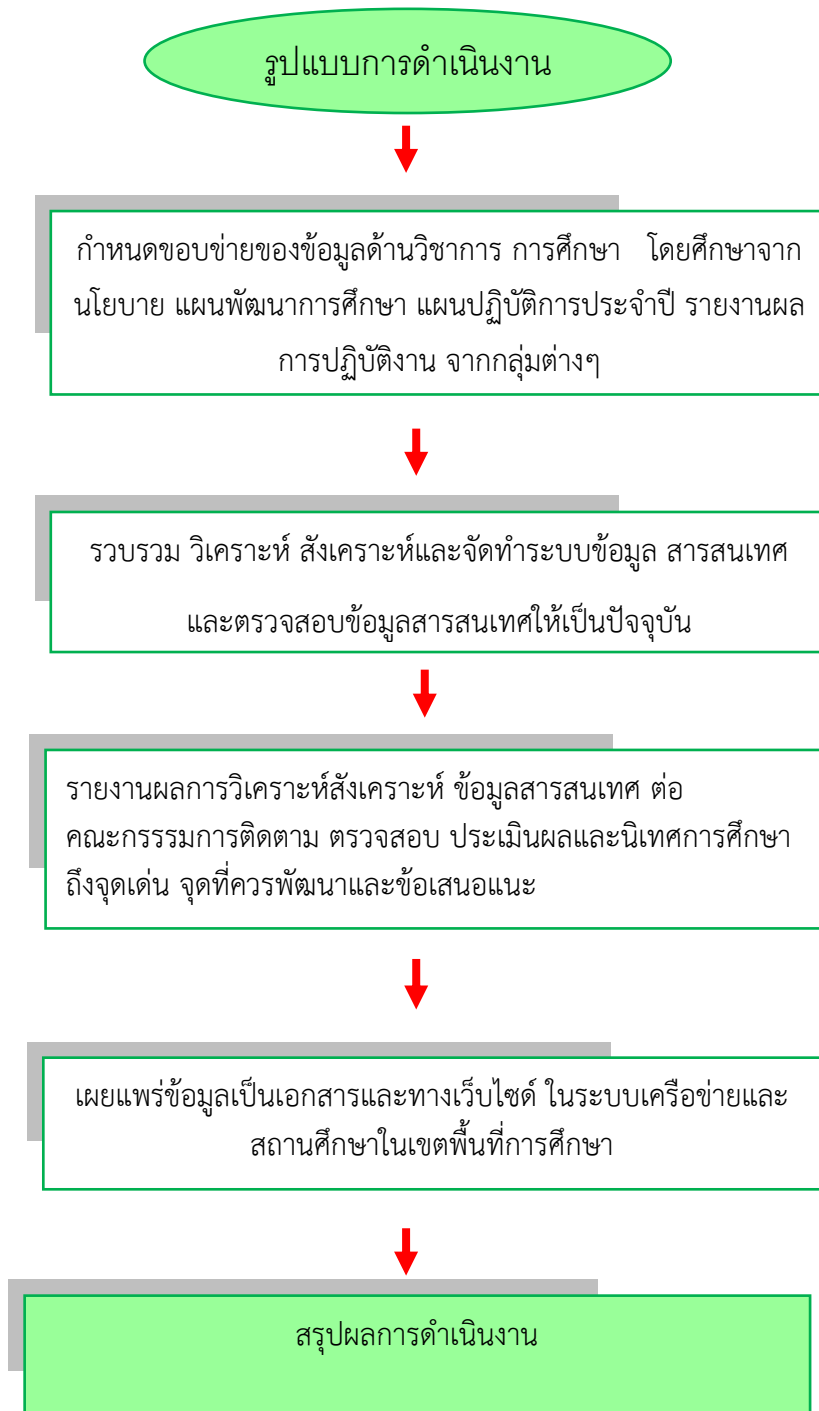 รูปแบบการดำเนินงาน
กำหนดขอบข่ายของข้อมูลด้านวิชาการ การศึกษา โดยศึกษาจาก
นโยบาย แผนพัฒนาการศึกษา แผนปฏิบัติการประจำปี รายงานผล
การปฏิบัติงาน จากกลุ่มต่างๆ
รวบรวม วิเคราะห์ สังเคราะห์และจัดทำระบบข้อมูล สารสนเทศ
และตรวจสอบข้อมูลสารสนเทศให้เป็นปัจจุบัน
รายงานผลการวิเคราะห์สังเคราะห์ ข้อมูลสารสนเทศ ต่อ
คณะกรรรมการติดตาม ตรวจสอบ ประเมินผลและนิเทศการศึกษา
ถึงจุดเด่น จุดที่ควรพัฒนาและข้อเสนอแนะ
เผยแพร่ข้อมูลเป็นเอกสารและทางเว็บไซด์ ในระบบเครือข่ายและ
สถานศึกษาในเขตพื้นที่การศึกษา
สรุปผลการดำเนินงาน